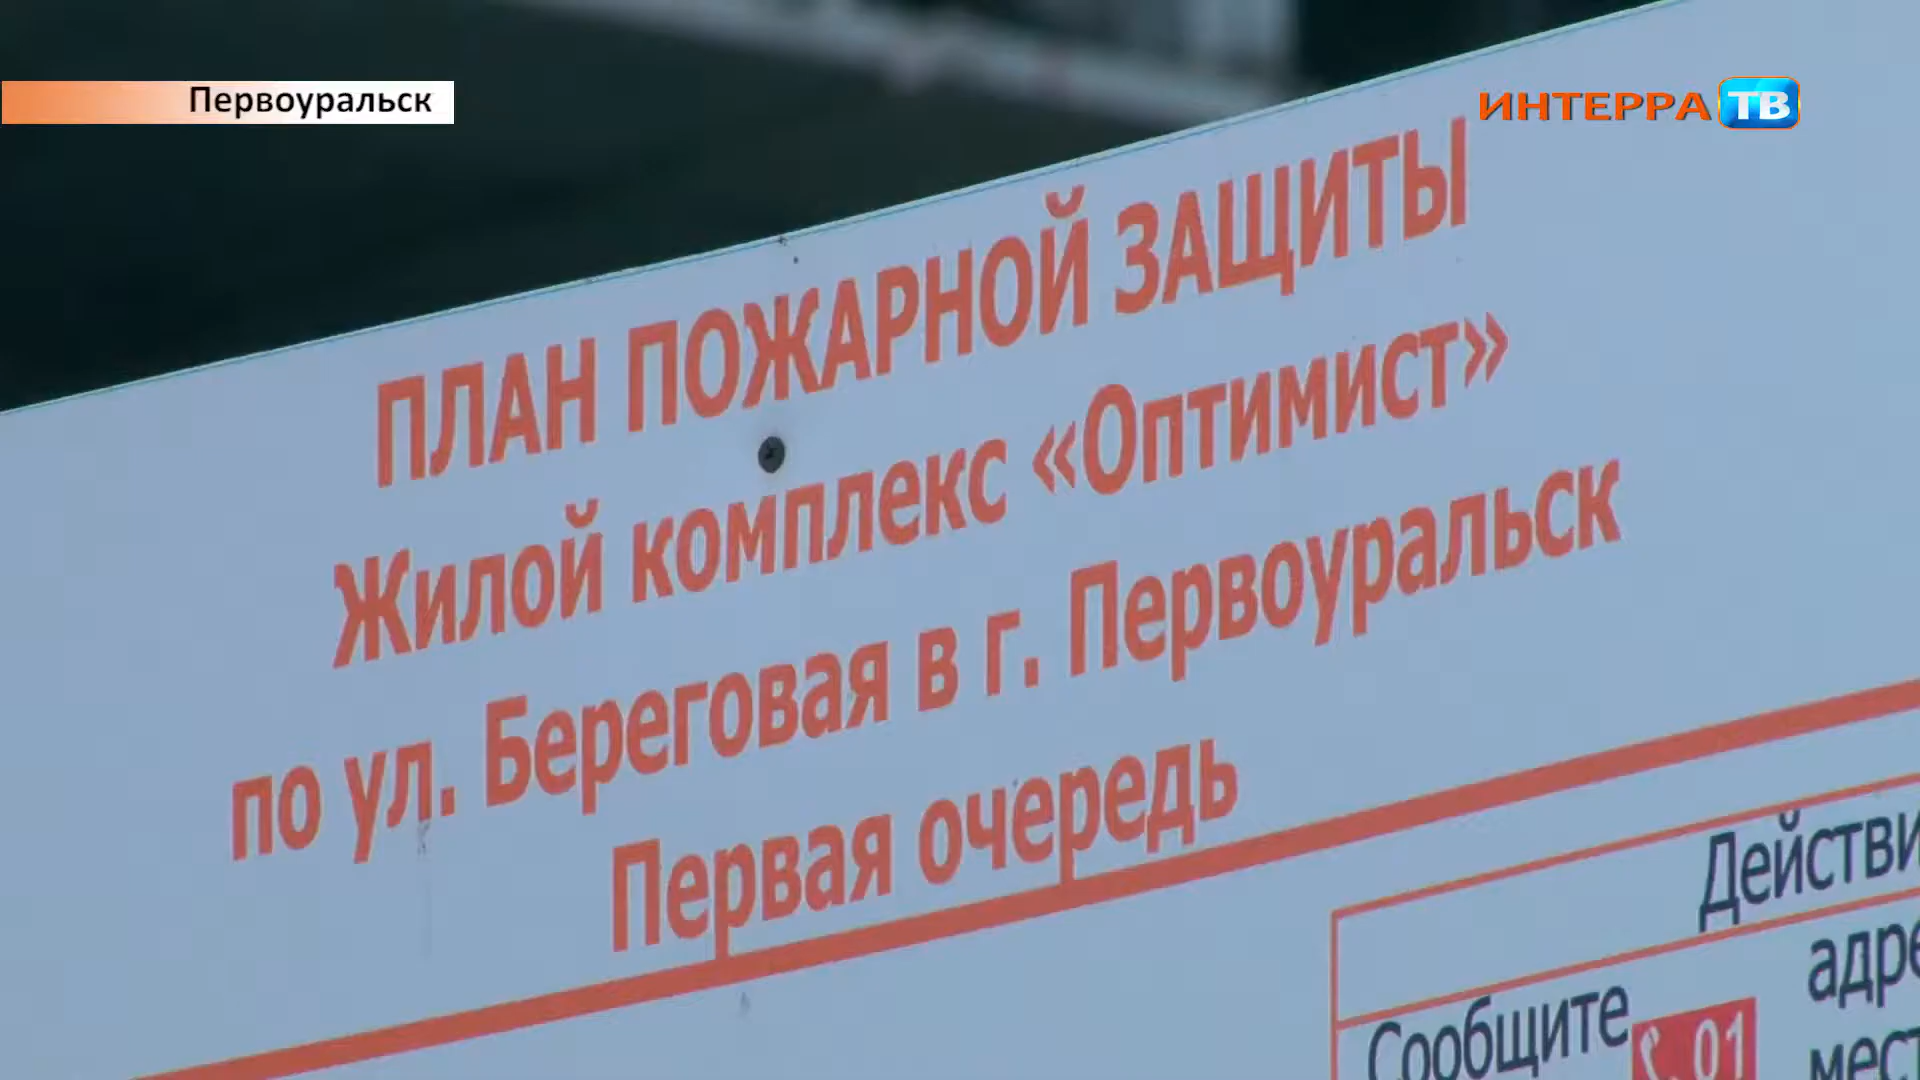 Первоуральск
ИНТЕРРА ТВ
ПЛАН ПОЖАРНОЙ ЗАЩИТЫ
Жилой комплекс «Оптимист»
по ул. Береговая в г. Первоуральск
Первая очередь
Сообщите 01